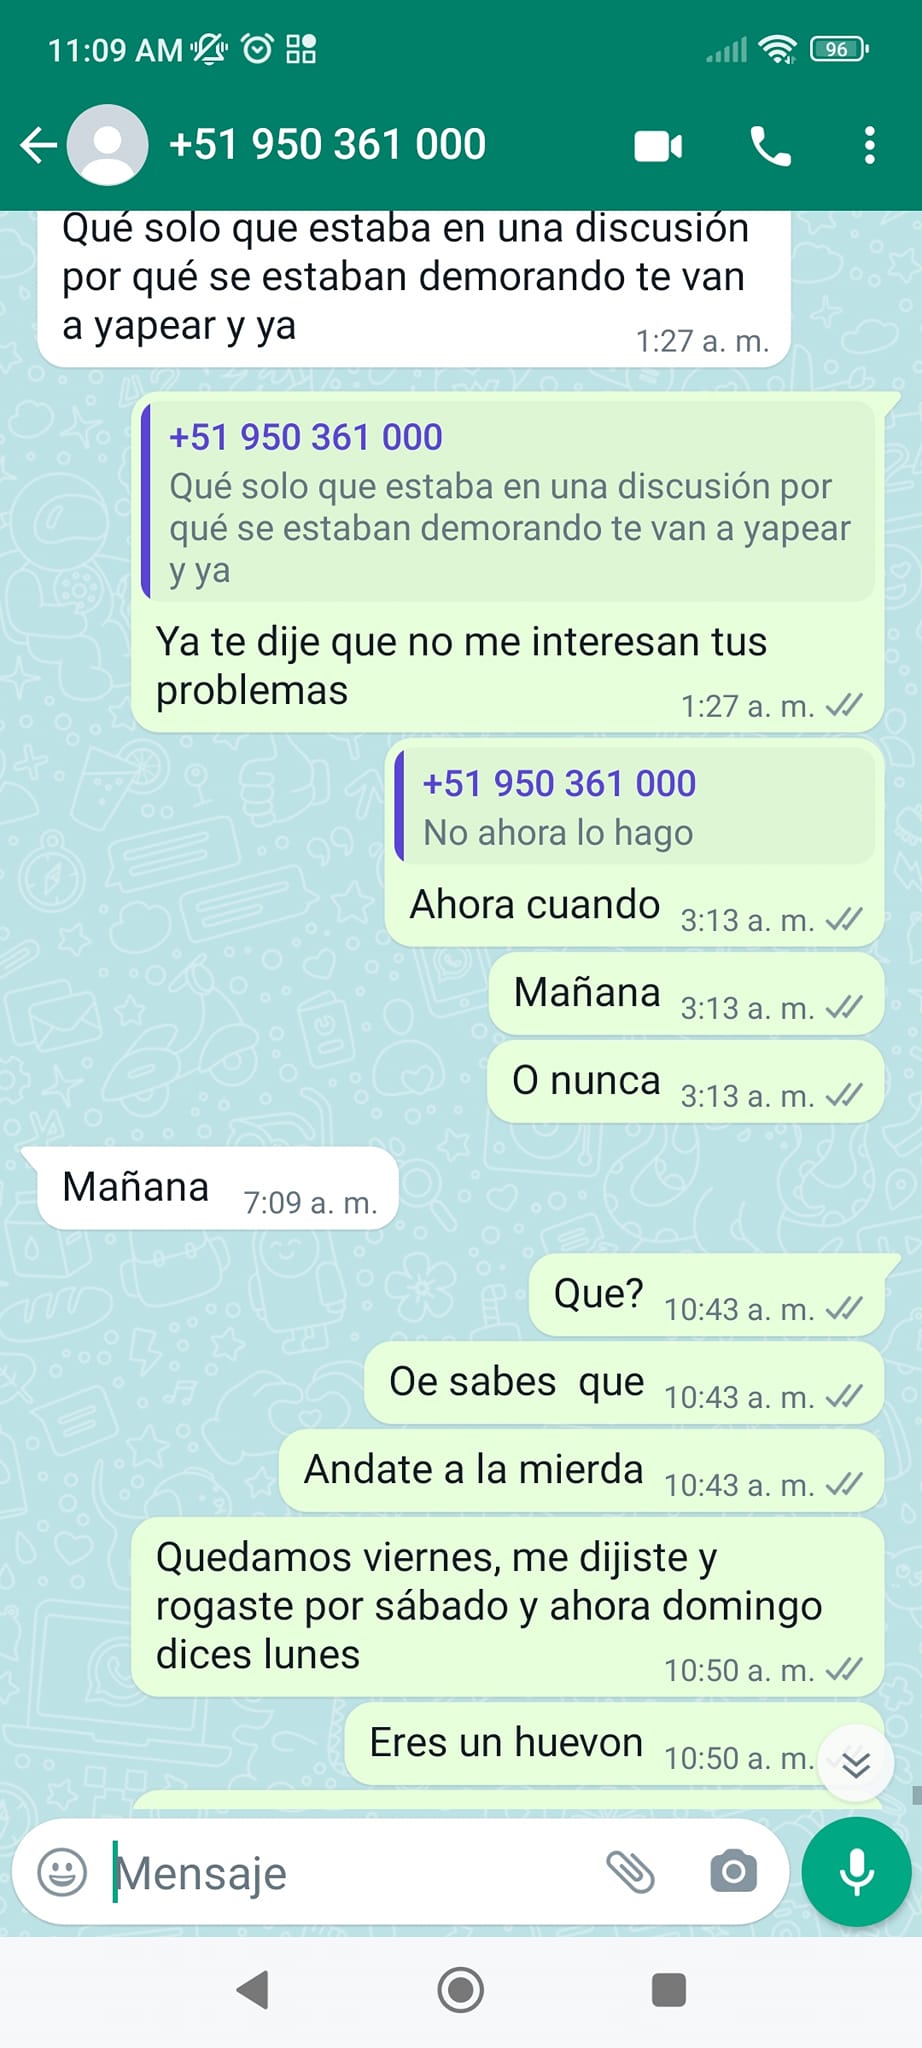 11:09 AM
96
+51 950 361 000
Qué solo que estaba en una discusión
por qué se estaban demorando te van
a yapear y ya
1:27 a. m.
+51 950 361 000
Qué solo que estaba en una discusión por
qué se estaban demorando te van a yapear
y ya
Ya te dije que no me interesan tus
problemas
1:27 a. m.
+51 950 361 000
No ahora lo hago
Ahora cuando 3:13 a. m.
Mañana 3:13 a. m.
O nunca 3:13 a. m.
Mañana 7:09 a. m.
Que? 10:43 a. m.
Oe sabes  que 10:43 a. m.
Andate a la mierda 10:43 a. m.
Quedamos viernes, me dijiste y
rogaste por sábado y ahora domingo
dices lunes
10:50 a. m.
Eres un huevon 10:50 a. m.
Mensaje